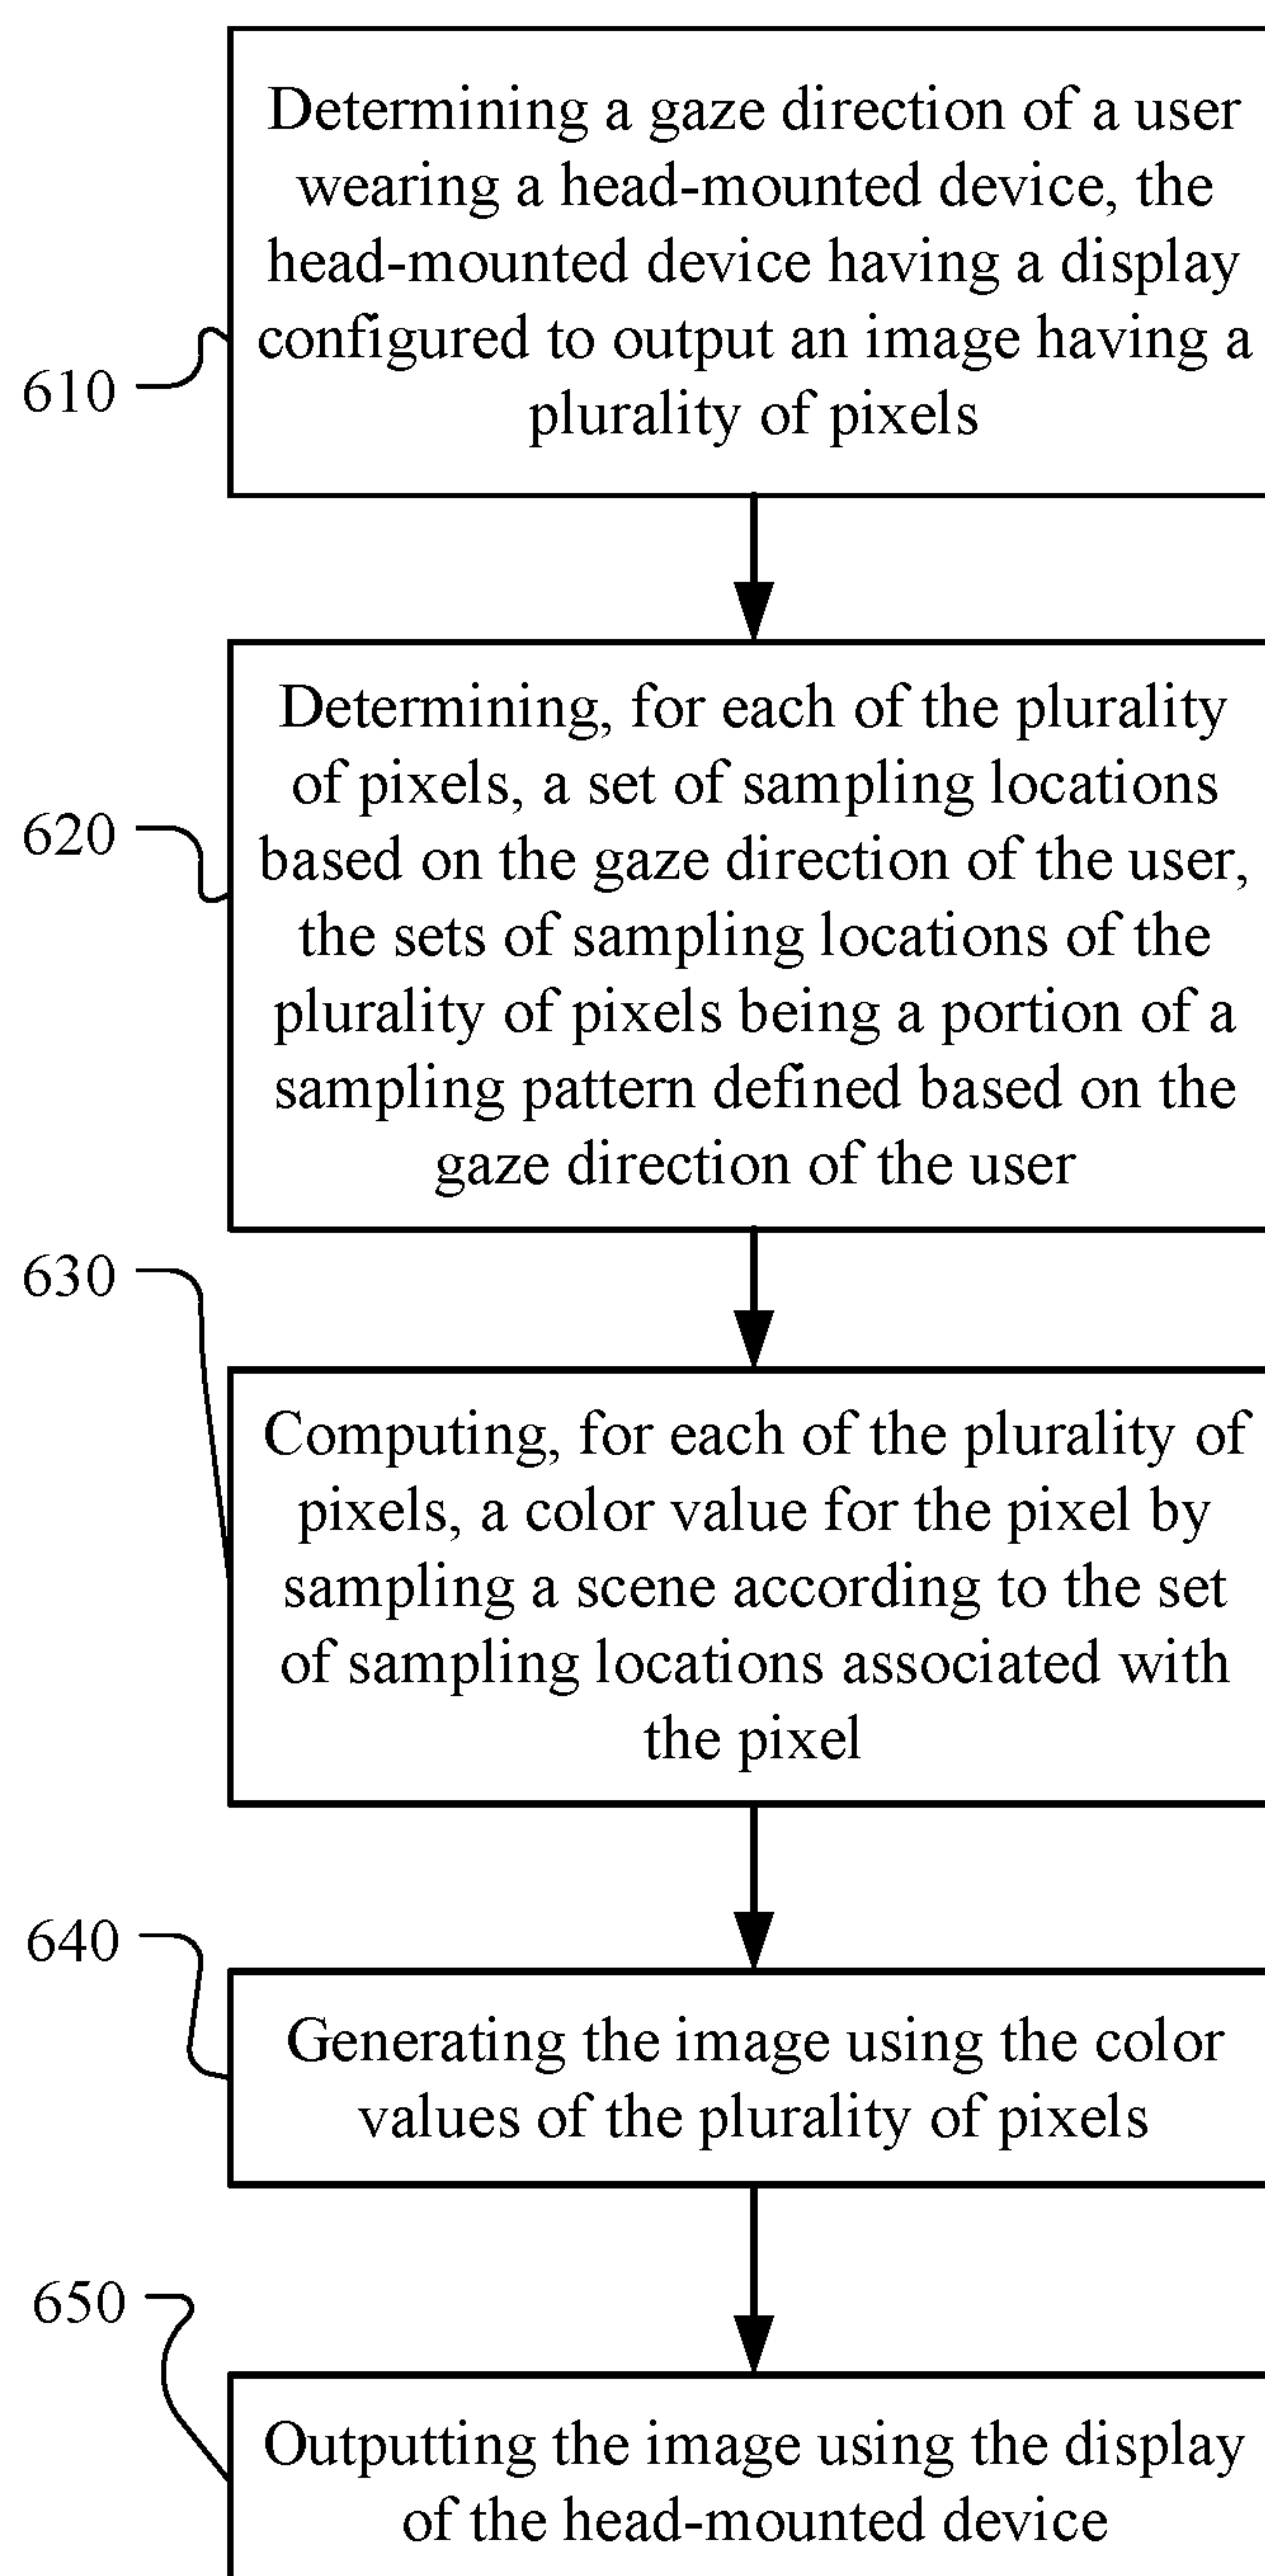 Determining a gaze direction of a user
wearing a head-mounted device, the
head-mounted device having a display
configured to output an image having a
plurality of pixels
610
Determining, for each of the plurality
of pixels, a set of sampling locations
based on the gaze direction of the user,
the sets of sampling locations of the
plurality of pixels being a portion of a
sampling pattern defined based on the
gaze direction of the user
620
630
Computing, for each of the plurality of
pixels, a color value for the pixel by
sampling a scene according to the set
of sampling locations associated with
the pixel
640
Generating the image using the color
values of the plurality of pixels
650
Outputting the image using the display
of the head-mounted device